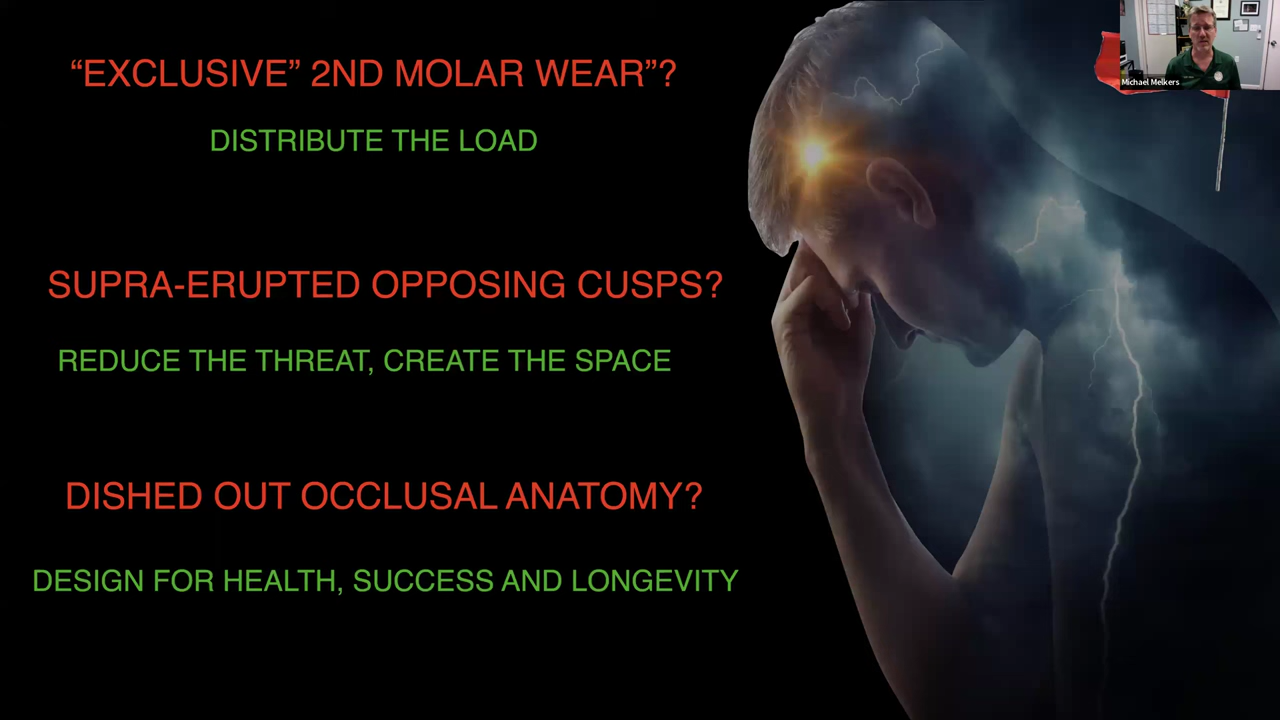 “EXCLUSIVE” 2ND MOLAR WEAR”?
DISTRIBUTE THE LOAD
SUPRA-ERUPTED OPPOSING CUSPS?
REDUCE THE THREAT, CREATE THE SPACE
DISHED OUT OCCLUSAL ANATOMY?
DESIGN FOR HEALTH, SUCCESS AND LONGEVITY
Michael Melkers